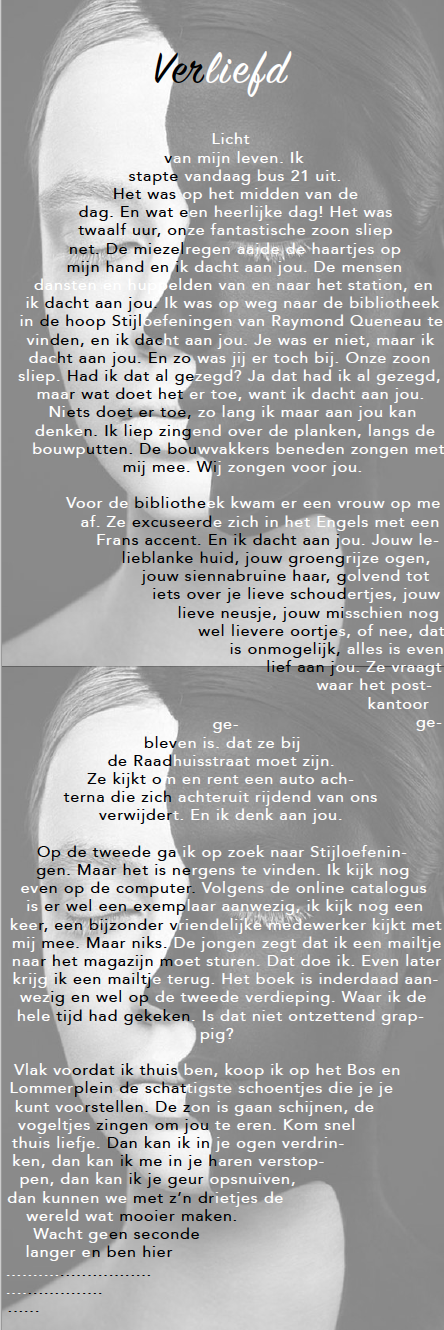 Verliefd
Licht
van mijn leven. Ik
stapte vandaag bus 21 uit.
Het was op het midden van de
dag. En wat een heerlijke dag! Het was
twaalf uur, onze fantastische zoon sliep
net. De miezelregen aaide de haartjes op
mijn hand en ik dacht aan jou. De mensen
dansten en huppelden van en naar het station, en
ik dacht aan jou. Ik was op weg naar de bibliotheek
in de hoop Stijloefeningen van Raymond Queneau te
vinden, en ik dacht aan jou. Je was er niet, maar ik
dacht aan jou. En zo was jij er toch bij. Onze zoon
sliep. Had ik dat al gezegd? Ja dat had ik al gezegd,
maar wat doet het er toe, want ik dacht aan jou.
Niets doet er toe, zo lang ik maar aan jou kan
denken. Ik liep zingend over de planken, langs de
bouwputten. De bouwvakkers beneden zongen met
mij mee. Wij zongen voor jou.
Voor de bibliotheek kwam er een vrouw op me
af. Ze excuseerde zich in het Engels met een
Frans accent. En ik dacht aan jou. Jouw le-
lieblanke huid, jouw groengrijze ogen,
jouw siennabruine haar, golvend tot
iets over je lieve schoudertjes, jouw
lieve neusje, jouw misschien nog
wel lievere oortjes, of nee, dat
is onmogelijk, alles is even
lief aan jou. Ze vraagt
waar het post-
kantoor
ge-
ge-
bleven is. dat ze bij
de Raadhuisstraat moet zijn.
Ze kijkt om en rent een auto ach-
terna die zich achteruit rijdend van ons
verwijdert. En ik denk aan jou.
Op de tweede ga ik op zoek naar Stijloefenin-
gen. Maar het is nergens te vinden. Ik kijk nog
even op de computer. Volgens de online catalogus
is er wel een exemplaar aanwezig, ik kijk nog een
keer, een bijzonder vriendelijke medewerker kijkt met
mij mee. Maar niks. De jongen zegt dat ik een mailtje
naar het magazijn moet sturen. Dat doe ik. Even later
krijg ik een mailtje terug. Het boek is inderdaad aan-
wezig en wel op de tweede verdieping. Waar ik de
hele tijd had gekeken. Is dat niet ontzettend grap-
pig?
Vlak voordat ik thuis ben, koop ik op het Bos en
Lommerplein de schattigste schoentjes die je je
kunt voorstellen. De zon is gaan schijnen, de
vogeltjes zingen om jou te eren. Kom snel
thuis liefje. Dan kan ik in je ogen verdrin-
ken, dan kan ik me in je haren verstop-
pen, dan kan ik je geur opsnuiven,
dan kunnen we met z'n drietjes de
wereld wat mooier maken.
Wacht geen seconde
langer en ben hier
..............................
....................
......